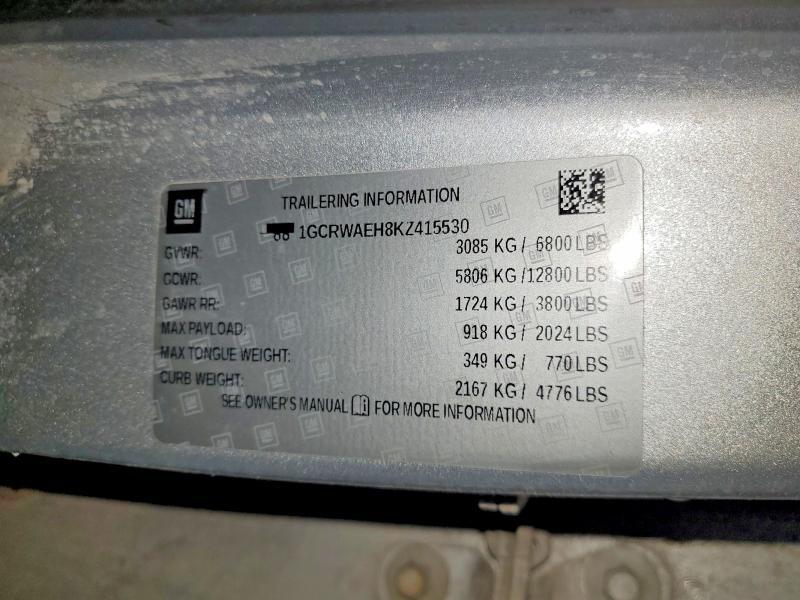 GM
TRAILERING INFORMATION
1GCRWAEH8KZ415530
GVWR: 3085 KG / 6800 LBS
GCWR: 5806 KG /12800 LBS
GAWR RR: 1724 KG / 3800 LBS
MAX PAYLOAD: 918 KG / 2024 LBS
MAX TONGUE WEIGHT: 349 KG / 770 LBS
CURB WEIGHT: 2167 KG / 4776 LBS
SEE OWNER'S MANUAL FOR MORE INFORMATION